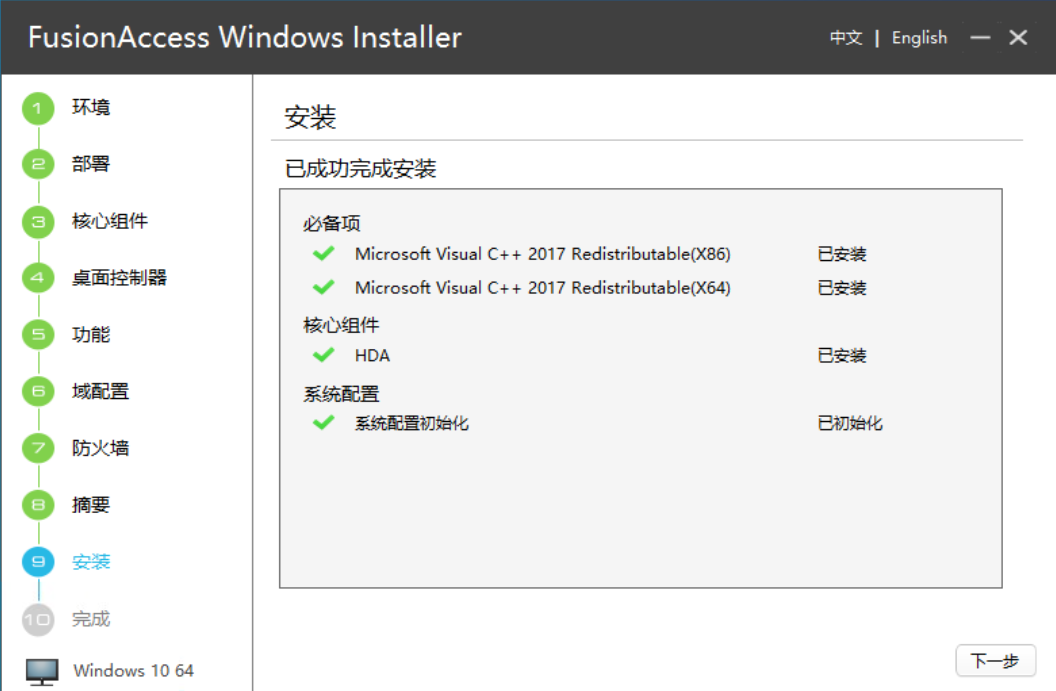 FusionAccess Windows Installer
中文 | English
1 环境
2 部署
3 核心组件
4 桌面控制器
5 功能
6 域配置
7 防火墙
8 摘要
9 安装
10 完成
Windows 10 64
安装
已成功完成安装
必备项
Microsoft Visual C++ 2017 Redistributable(X86) 已安装
Microsoft Visual C++ 2017 Redistributable(X64) 已安装
核心组件
HDA 已安装
系统配置
系统配置初始化 已初始化
下一步